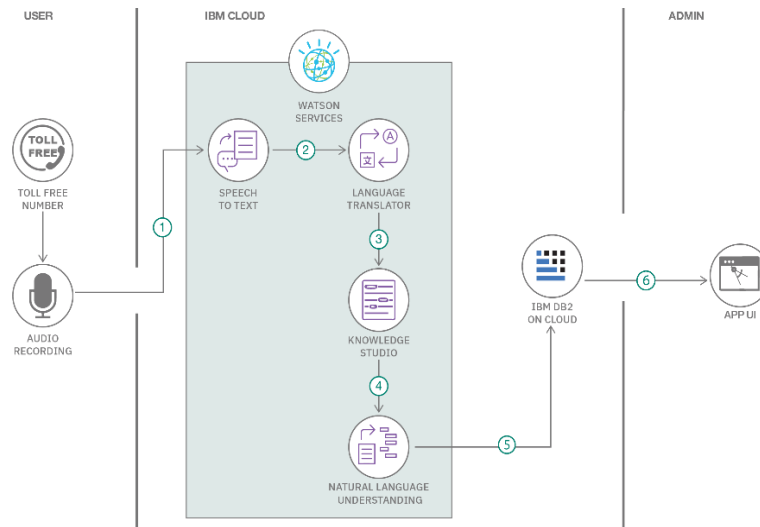 USER
IBM CLOUD
ADMIN
WATSON
SERVICES
TOLL
FREE
TOLL FREE
NUMBER
1
SPEECH
TO TEXT
2
A
文
LANGUAGE
TRANSLATOR
3
AUDIO
RECORDING
KNOWLEDGE
STUDIO
4
NATURAL LANGUAGE
UNDERSTANDING
5
IBM DB2
ON CLOUD
6
APP UI